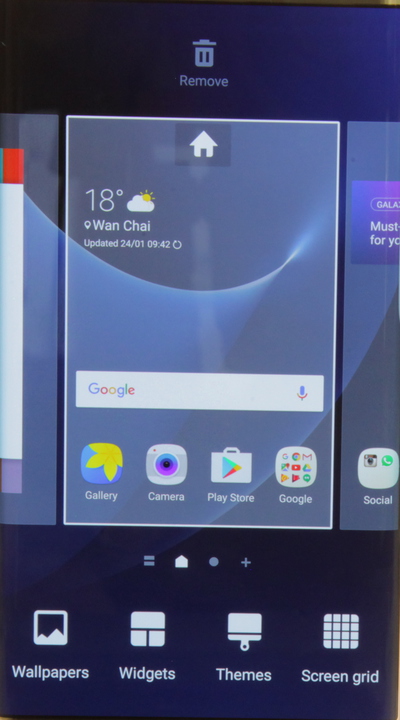 Remove
18°
Wan Chai
Updated 24/01 09:42
GALA
Must-
for yo
Google
Gallery
Camera
Play Store
Google
Social
Wallpapers
Widgets
Themes
Screen grid